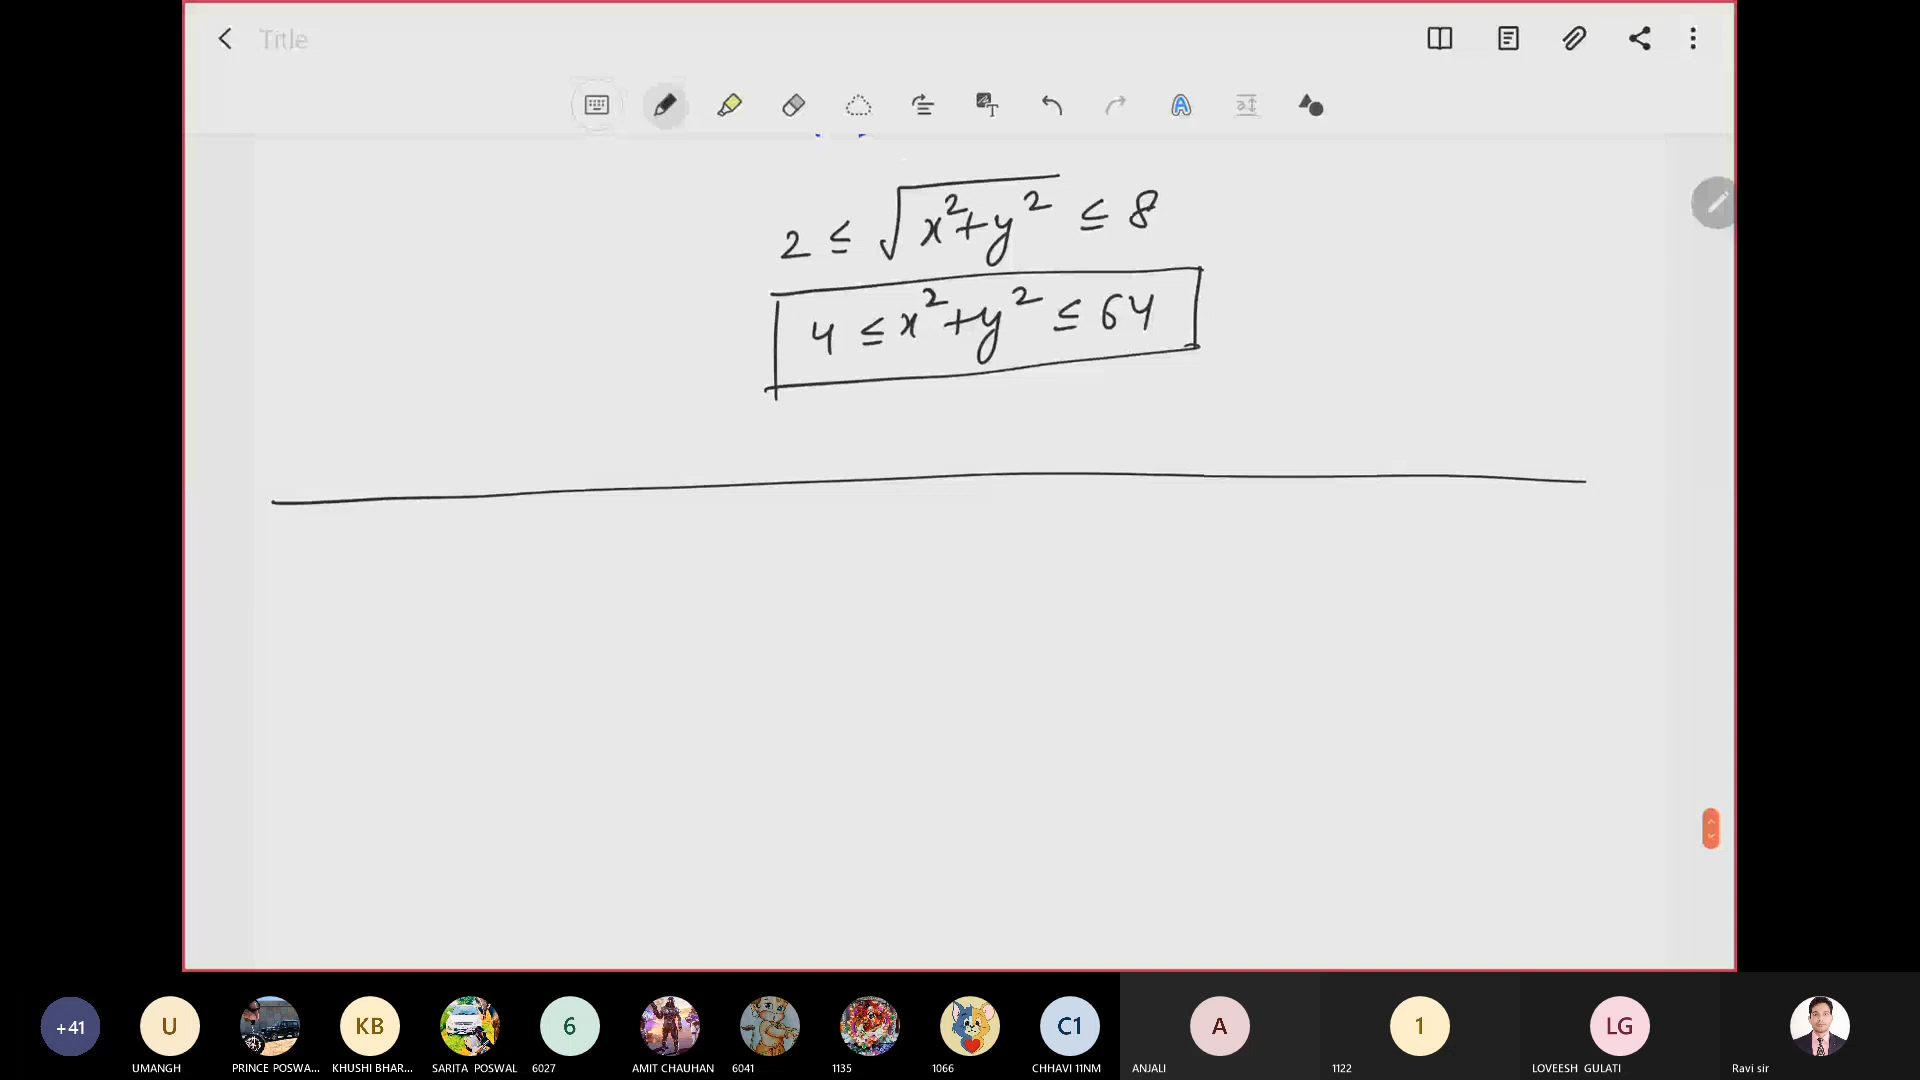 Title
2 ≤ √x²+y² ≤ 8
4 ≤ x²+y² ≤ 64
+41 U KB 6 C1 A 1 LG
UMANGH PRINCE POSWA... KHUSHI BHAR... SARITA POSWAL 6027 AMIT CHAUHAN 6041 1135 1066 CHHAVI 11NM ANJALI 1122 LOVEESH GULATI Ravi sir